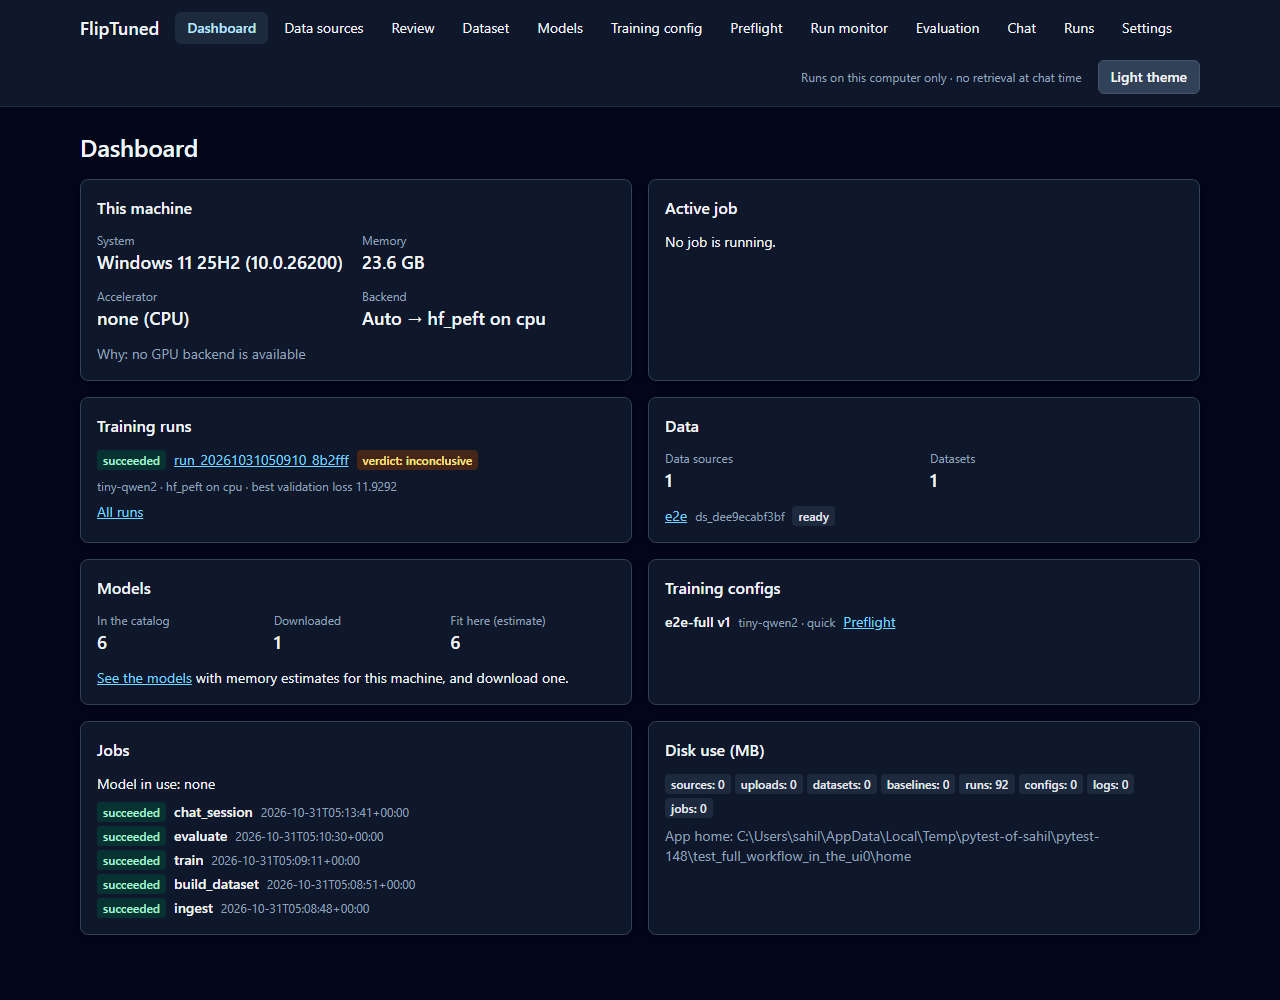 FlipTuned Dashboard Data sources Review Dataset Models Training config Preflight Run monitor Evaluation Chat Runs Settings
Runs on this computer only · no retrieval at chat time Light theme
Dashboard
This machine
System Memory
Windows 11 25H2 (10.0.26200) 23.6 GB
Accelerator Backend
none (CPU) Auto → hf_peft on cpu
Why: no GPU backend is available
Active job
No job is running.
Training runs
succeeded run_20261031050910_8b2fff verdict: inconclusive
tiny-qwen2 · hf_peft on cpu · best validation loss 11.9292
All runs
Data
Data sources Datasets
1 1
e2e ds_dee9ecabf3bf ready
Models
In the catalog Downloaded Fit here (estimate)
6 1 6
See the models with memory estimates for this machine, and download one.
Training configs
e2e-full v1 tiny-qwen2 · quick Preflight
Jobs
Model in use: none
succeeded chat_session 2026-10-31T05:13:41+00:00
succeeded evaluate 2026-10-31T05:10:30+00:00
succeeded train 2026-10-31T05:09:11+00:00
succeeded build_dataset 2026-10-31T05:08:51+00:00
succeeded ingest 2026-10-31T05:08:48+00:00
Disk use (MB)
sources: 0 uploads: 0 datasets: 0 baselines: 0 runs: 92 configs: 0 logs: 0
jobs: 0
App home: C:\Users\sahil\AppData\Local\Temp\pytest-of-sahil\pytest-
148\test_full_workflow_in_the_ui0\home